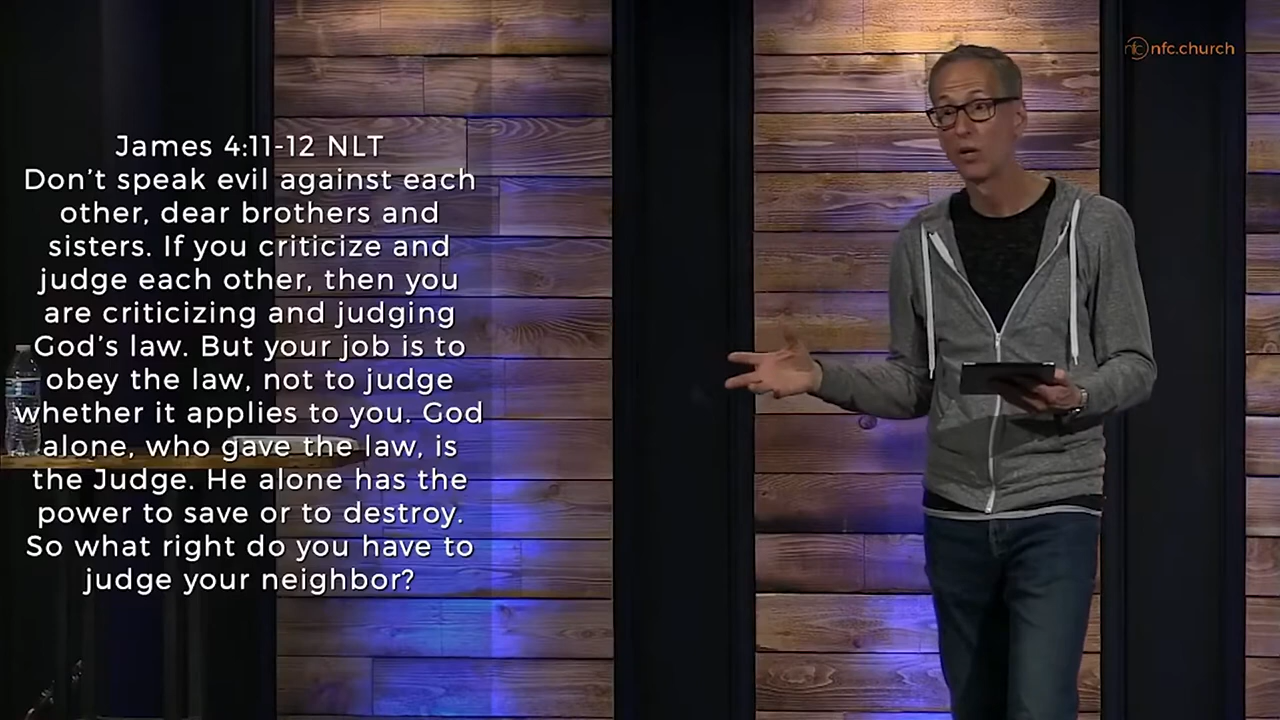 James 4:11-12 NLT
Don’t speak evil against each
other, dear brothers and
sisters. If you criticize and
judge each other, then you
are criticizing and judging
God’s law. But your job is to
obey the law, not to judge
whether it applies to you. God
alone, who gave the law, is
the Judge. He alone has the
power to save or to destroy.
So what right do you have to
judge your neighbor?
nfc.church